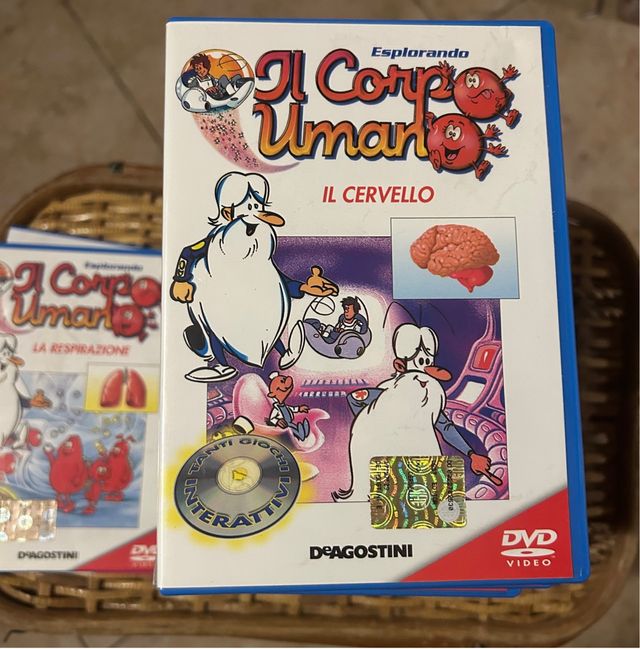 Esplorando
Il Corpo
Umano
IL CERVELLO
TANTI GIOCHI
INTERATTIVI
DeAGOSTINI
DVD
VIDEO
Esplorando
Il Corpo
Umano
LA RESPIRAZIONE
DeAGOSTINI
DVD